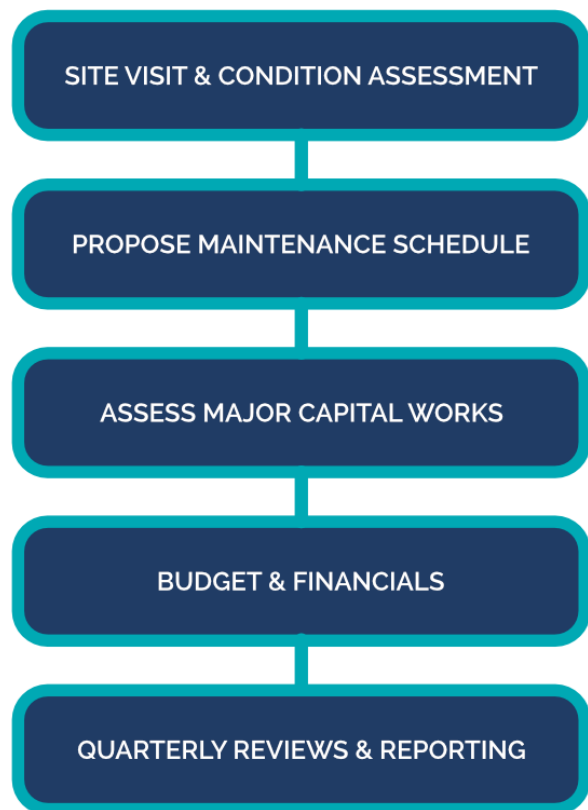 SITE VISIT & CONDITION ASSESSMENT
PROPOSE MAINTENANCE SCHEDULE
ASSESS MAJOR CAPITAL WORKS
BUDGET & FINANCIALS
QUARTERLY REVIEWS & REPORTING